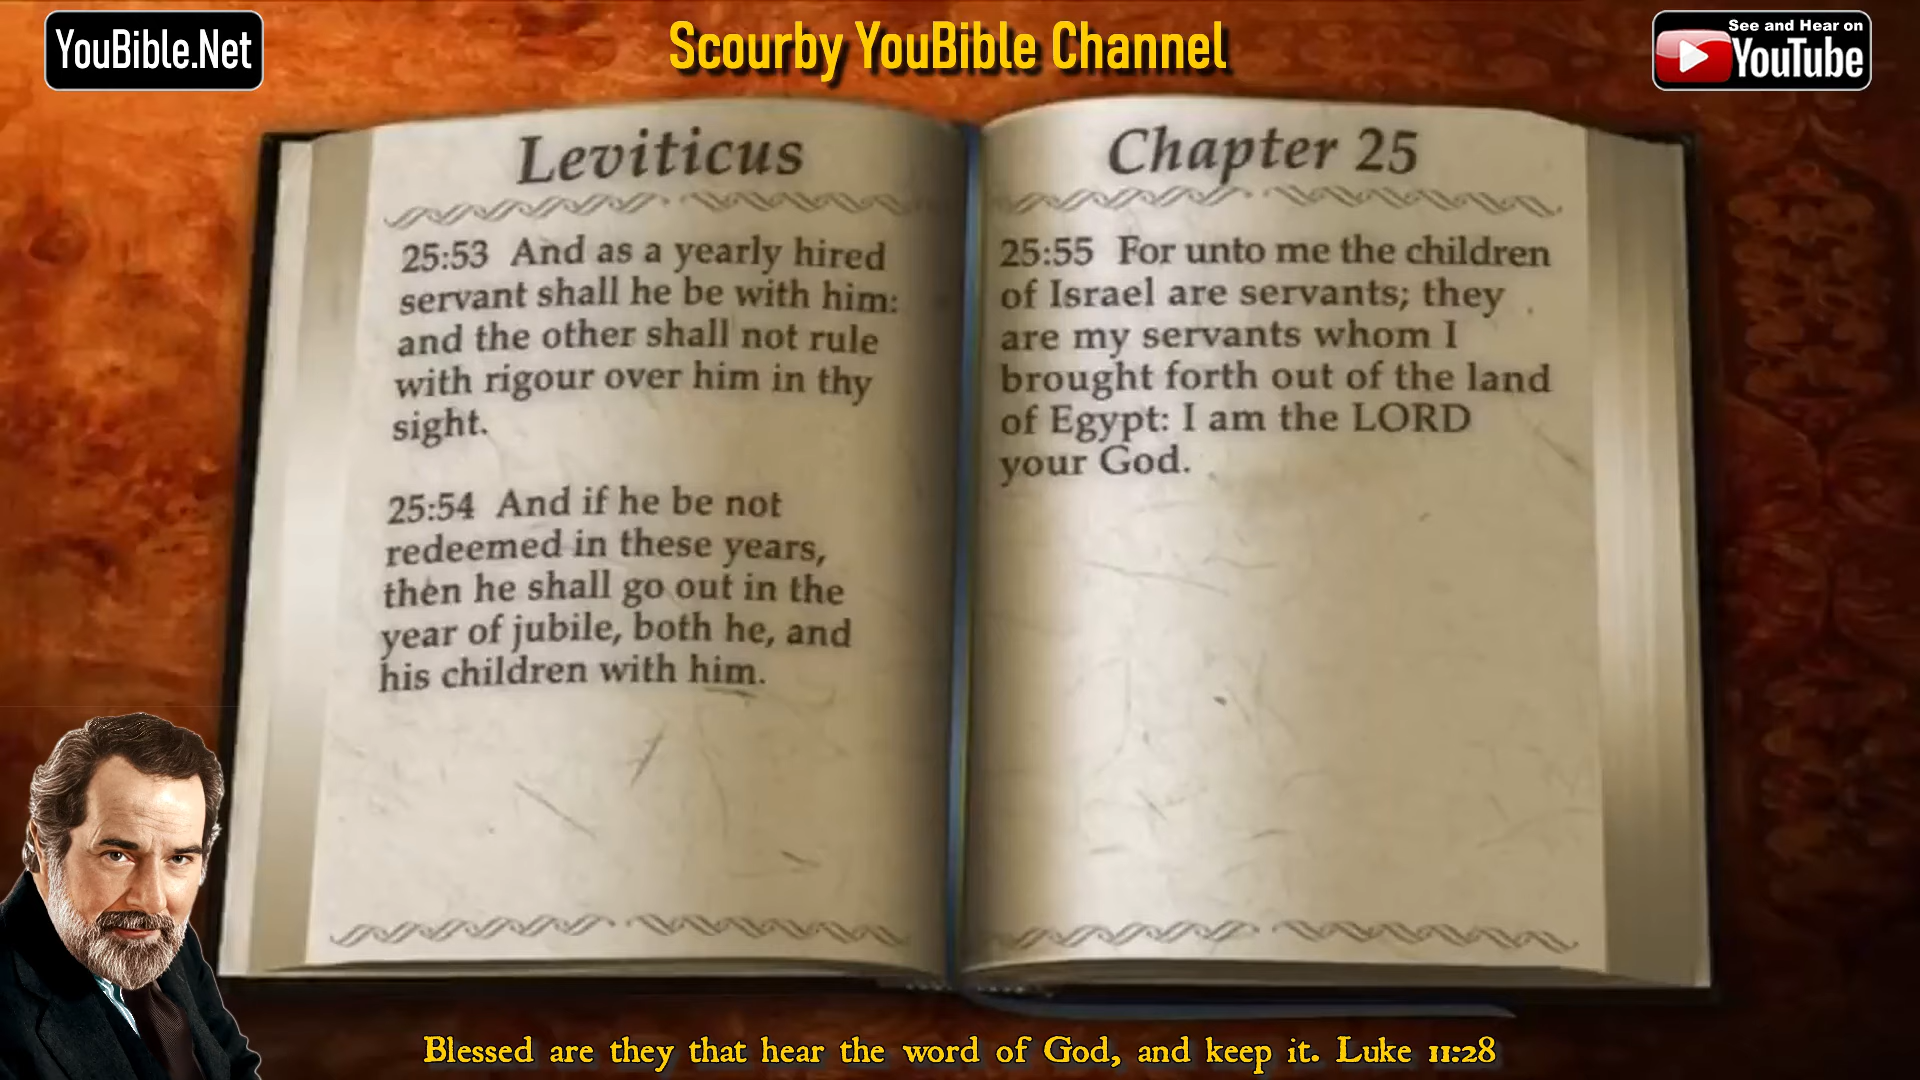 YouBible.Net
Scourby YouBible Channel
See and Hear on
YouTube
Leviticus
25:53 And as a yearly hired
servant shall he be with him:
and the other shall not rule
with rigour over him in thy
sight.
25:54 And if he be not
redeemed in these years,
then he shall go out in the
year of jubile, both he, and
his children with him.
Chapter 25
25:55 For unto me the children
of Israel are servants; they
are my servants whom I
brought forth out of the land
of Egypt: I am the LORD
your God.
Blessed are they that hear the word of God, and keep it. Luke 11:28